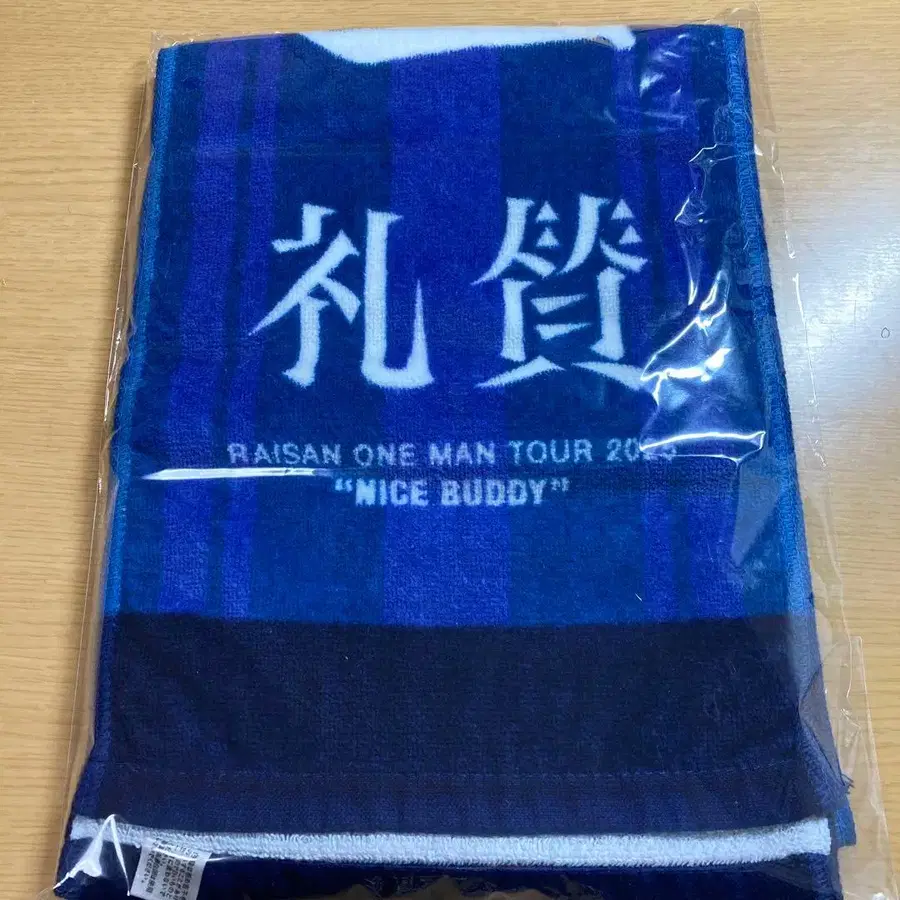 礼賛
RAISAN ONE MAN TOUR
"NICE BUDDY"